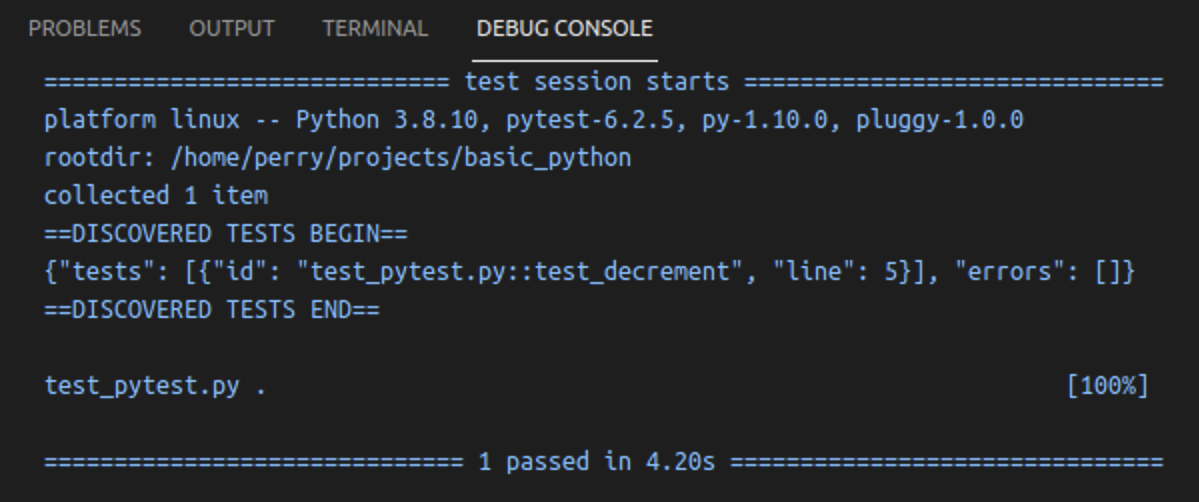 PROBLEMS OUTPUT TERMINAL DEBUG CONSOLE
============================= test session starts ==============================
platform linux -- Python 3.8.10, pytest-6.2.5, py-1.10.0, pluggy-1.0.0
rootdir: /home/perry/projects/basic_python
collected 1 item
==DISCOVERED TESTS BEGIN==
{"tests": [{"id": "test_pytest.py::test_decrement", "line": 5}], "errors": []}
==DISCOVERED TESTS END==
test_pytest.py . [100%]
============================== 1 passed in 4.20s ===============================